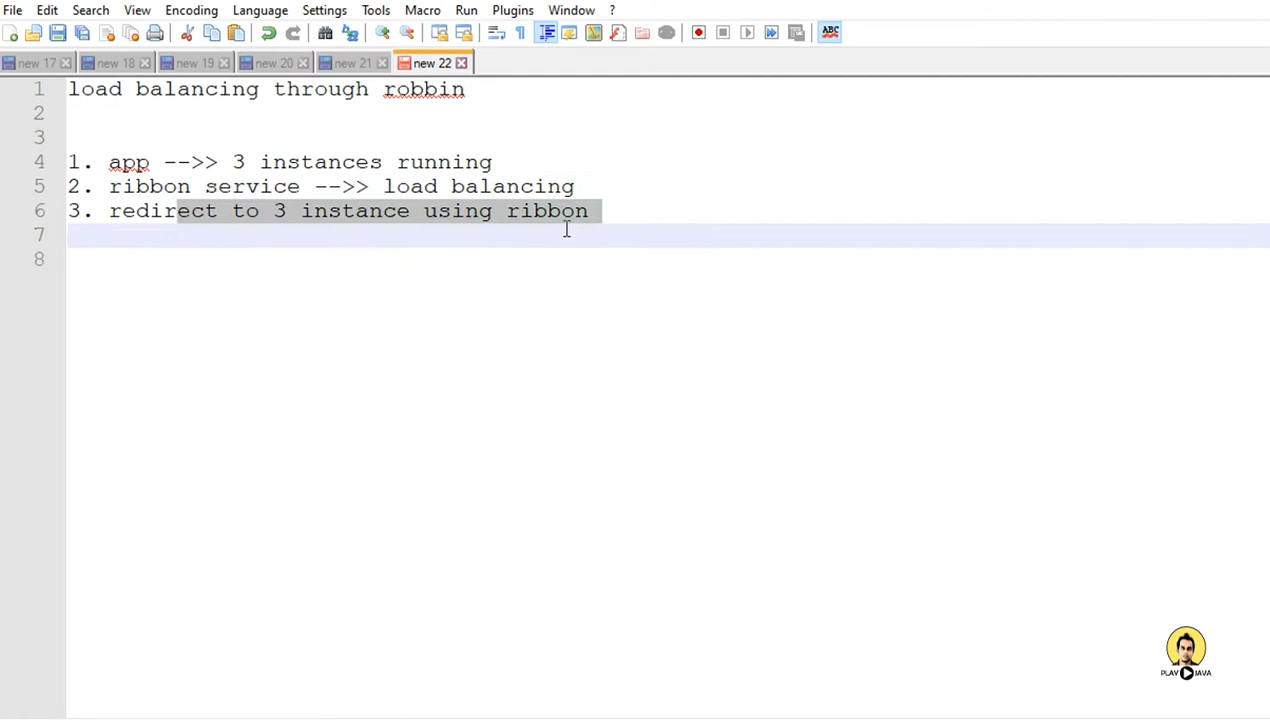 File Edit Search View Encoding Language Settings Tools Macro Run Plugins Window ?
ABC
new 17 new 18 new 19 new 20 new 21 new 22
1 load balancing through robbin
2
3
4 1. app -->> 3 instances running
5 2. ribbon service -->> load balancing
6 3. redirect to 3 instance using ribbon
7
8
PLAY JAVA